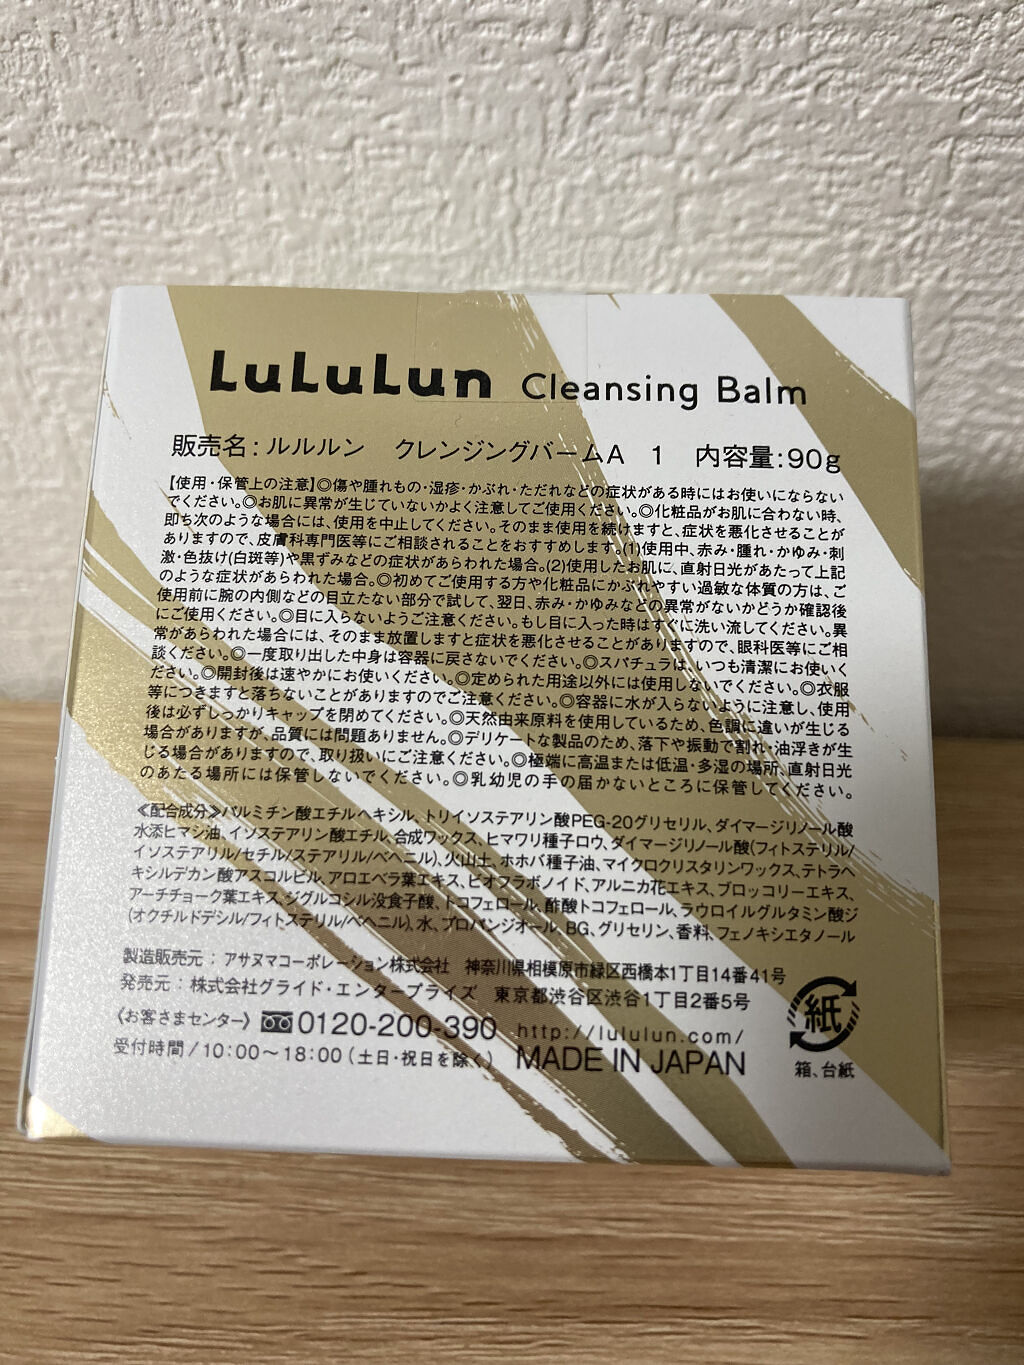 LuLuLun Cleansing Balm
販売名:ルルルン クレンジングバームA 1 内容量:90g
【使用・保管上の注意】◎傷や腫れもの・湿疹・かぶれ・ただれなどの症状がある時にはお使いにならない
でください。◎お肌に異常が生じていないかよく注意してご使用ください。◎化粧品がお肌に合わない時、
即ち次のような場合には、使用を中止してください。そのまま使用を続けますと、症状を悪化させることが
ありますので、皮膚科専門医等にご相談されることをおすすめします。(1)使用中、赤み・腫れ・かゆみ・刺
激・色抜け(白斑等)や黒ずみなどの症状があらわれた場合。(2)使用したお肌に、直射日光があたって上記
のような症状があらわれた場合。◎初めてご使用する方や化粧品にかぶれやすい過敏な体質の方は、ご
使用前に腕の内側などの目立たない部分で試して、翌日、赤み・かゆみなどの異常がないかどうか確認後
にご使用ください。◎目に入らないようご注意ください。もし目に入った時はすぐに洗い流してください。異
常があらわれた場合には、そのまま放置しますと症状を悪化させることがありますので、眼科医等にご相
談ください。◎一度取り出した中身は容器に戻さないでください。◎スパチュラは、いつも清潔にお使いく
ださい。◎開封後は速やかにお使いください。◎定められた用途以外には使用しないでください。◎衣服
等につきますと落ちないことがありますのでご注意ください。◎容器に水が入らないように注意し、使用
後は必ずしっかりキャップを閉めてください。◎天然由来原料を使用しているため、色調に違いが生じる
場合がありますが、品質には問題ありません。◎デリケートな製品のため、落下や振動で割れ・油浮きが生
じる場合がありますので、取り扱いにご注意ください。◎極端に高温または低温・多湿の場所、直射日光
のあたる場所には保管しないでください。◎乳幼児の手の届かないところに保管してください。
≪配合成分≫パルミチン酸エチルヘキシル、トリイソステアリン酸PEG-20グリセリル、ダイマージリノール酸
水添ヒマシ油、イソステアリン酸エチル、合成ワックス、ヒマワリ種子ロウ、ダイマージリノール酸(フィトステリル/
イソステアリル/セチル/ステアリル/ベヘニル)、火山土、ホホバ種子油、マイクロクリスタリンワックス、テトラヘ
キシルデカン酸アスコルビル、アロエベラ葉エキス、ビオフラボノイド、アルニカ花エキス、ブロッコリーエキス、
アーチチョーク葉エキス、ジグルコシル没食子酸、トコフェロール、酢酸トコフェロール、ラウロイルグルタミン酸ジ
(オクチルドデシル/フィトステリル/ベヘニル)、水、プロパンジオール、BG、グリセリン、香料、フェノキシエタノール
製造販売元:アサヌマコーポレーション株式会社 神奈川県相模原市緑区西橋本1丁目14番41号
発売元:株式会社グライド・エンタープライズ 東京都渋谷区渋谷1丁目2番5号
《お客さまセンター》 0120-200-390 http://lululun.com/
受付時間/10:00〜18:00(土日・祝日を除く) MADE IN JAPAN
紙
箱、台紙